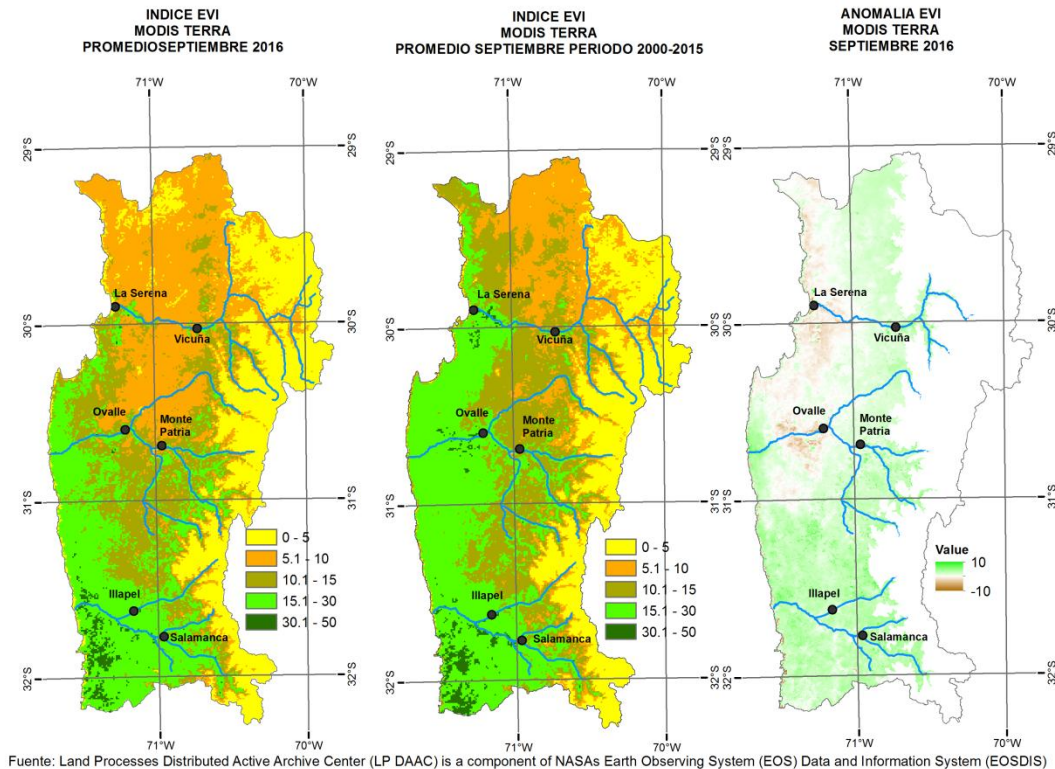 INDICE EVI
MODIS TERRA
PROMEDIOSEPTIEMBRE 2016
71°W
70°W
29°S
29°S
La Serena
30°S
30°S
Vicuña
Ovalle
Monte
Patria
31°S
31°S
0 - 5
5.1 - 10
10.1 - 15
15.1 - 30
30.1 - 50
Illapel
Salamanca
32°S
32°S
71°W
70°W
INDICE EVI
MODIS TERRA
PROMEDIO SEPTIEMBRE PERIODO 2000-2015
71°W
70°W
29°S
29°S
La Serena
30°S
30°S
Vicuña
Ovalle
Monte
Patria
31°S
31°S
0 - 5
5.1 - 10
10.1 - 15
15.1 - 30
30.1 - 50
Illapel
Salamanca
32°S
32°S
71°W
70°W
ANOMALIA EVI
MODIS TERRA
SEPTIEMBRE 2016
71°W
70°W
29°S
29°S
La Serena
30°S
30°S
Vicuña
Ovalle
Monte
Patria
31°S
31°S
Value
10
-10
Illapel
Salamanca
32°S
32°S
71°W
70°W
Fuente: Land Processes Distributed Active Archive Center (LP DAAC) is a component of NASAs Earth Observing System (EOS) Data and Information System (EOSDIS)